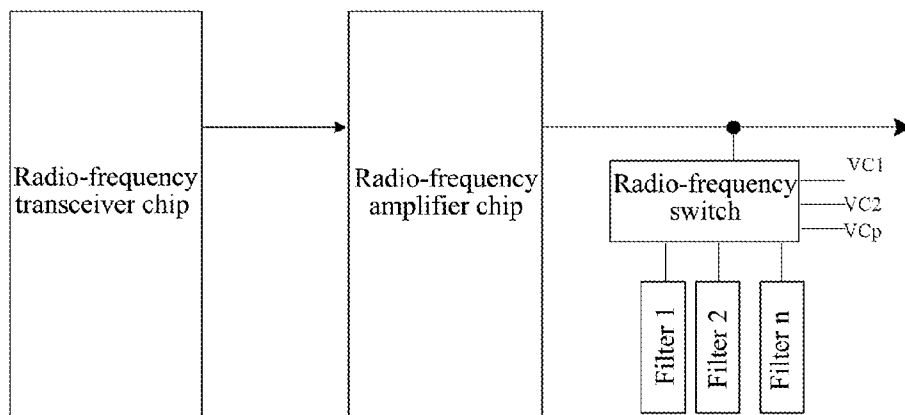 Radio-frequency
transceiver chip
Radio-frequency
amplifier chip
Radio-frequency
switch
VC1
VC2
VCp
Filter 1
Filter 2
Filter n